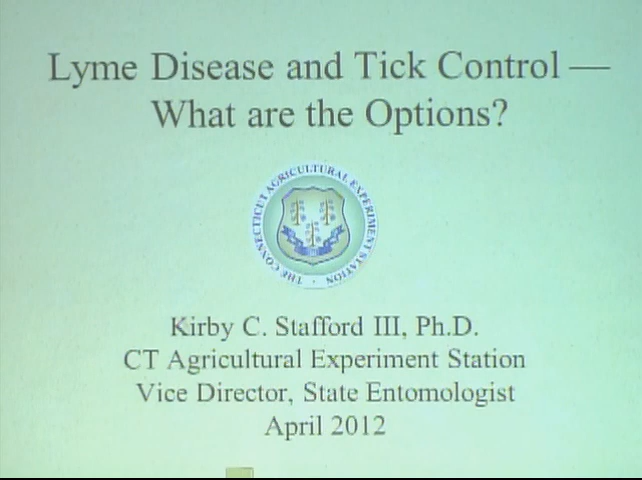 Lyme Disease and Tick Control —
What are the Options?
THE CONNECTICUT AGRICULTURAL EXPERIMENT STATION
Kirby C. Stafford III, Ph.D.
CT Agricultural Experiment Station
Vice Director, State Entomologist
April 2012